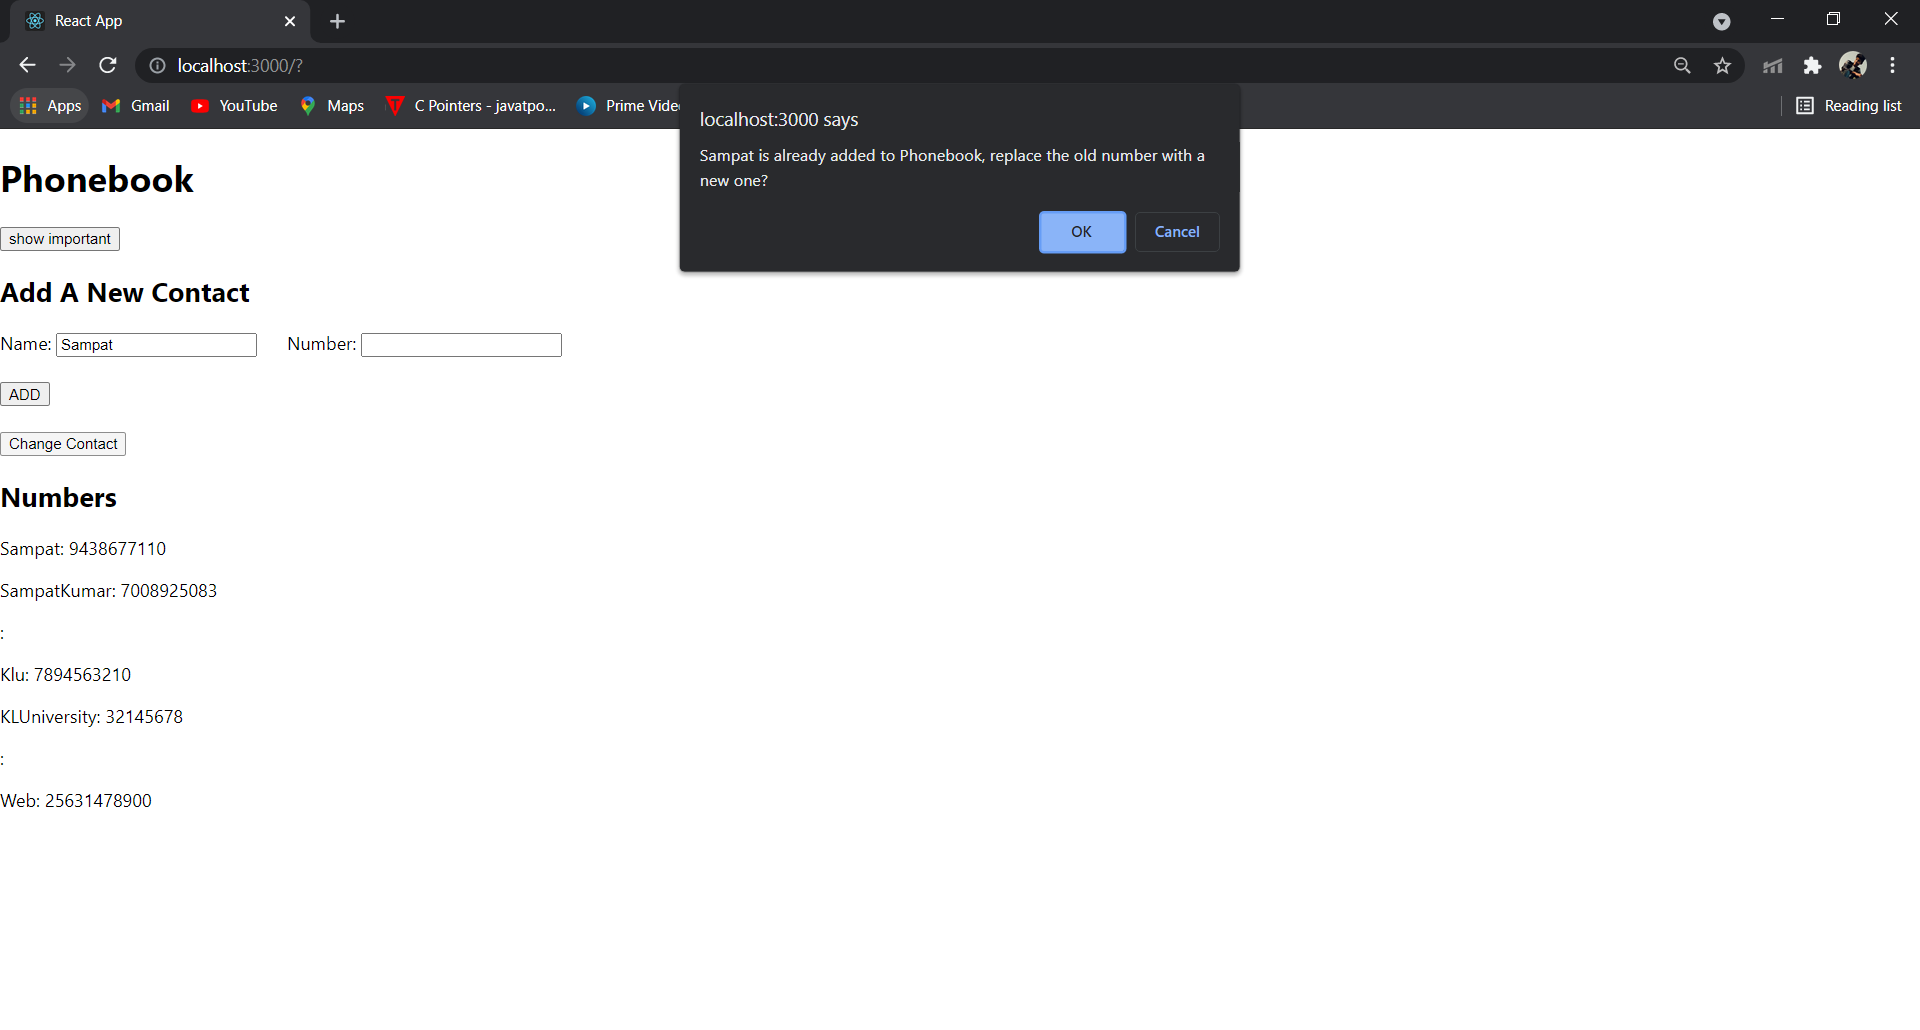 React App
localhost:3000/?
Apps
Gmail
YouTube
Maps
C Pointers - javatpo...
Prime Vide
Reading list
localhost:3000 says
Sampat is already added to Phonebook, replace the old number with a
new one?
OK
Cancel
Phonebook
show important
Add A New Contact
Name: Sampat Number:
ADD
Change Contact
Numbers
Sampat: 9438677110
SampatKumar: 7008925083
:
Klu: 7894563210
KLUniversity: 32145678
:
Web: 25631478900